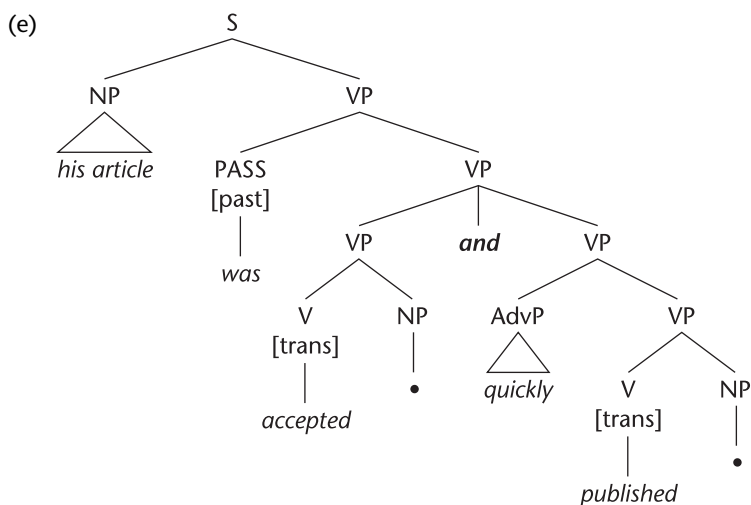 (e) S
NP VP
his article PASS VP
[past]
VP and VP
was
V NP AdvP VP
[trans]
• quickly V NP
accepted [trans]
•
published